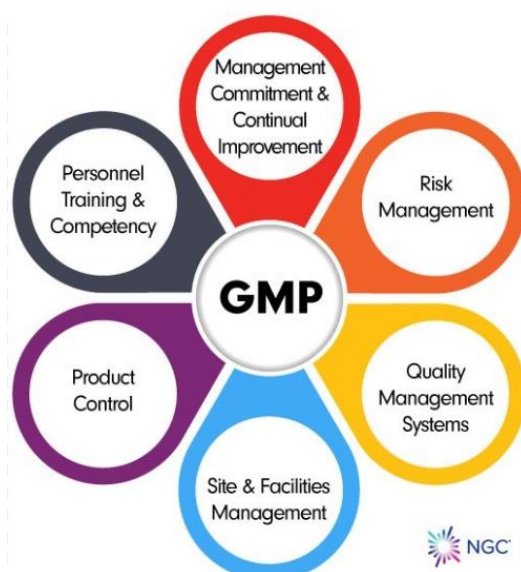 Management
Commitment &
Continual
Improvement
Personnel
Training &
Competency
Risk
Management
GMP
Product
Control
Quality
Management
Systems
Site & Facilities
Management
NGC